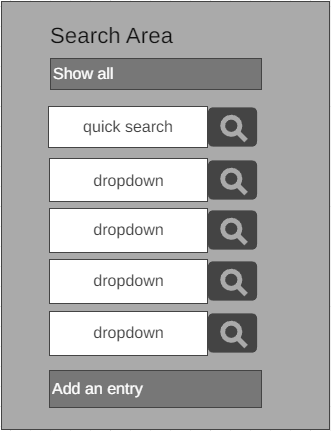 Search Area
Show all
quick search
dropdown
dropdown
dropdown
dropdown
Add an entry